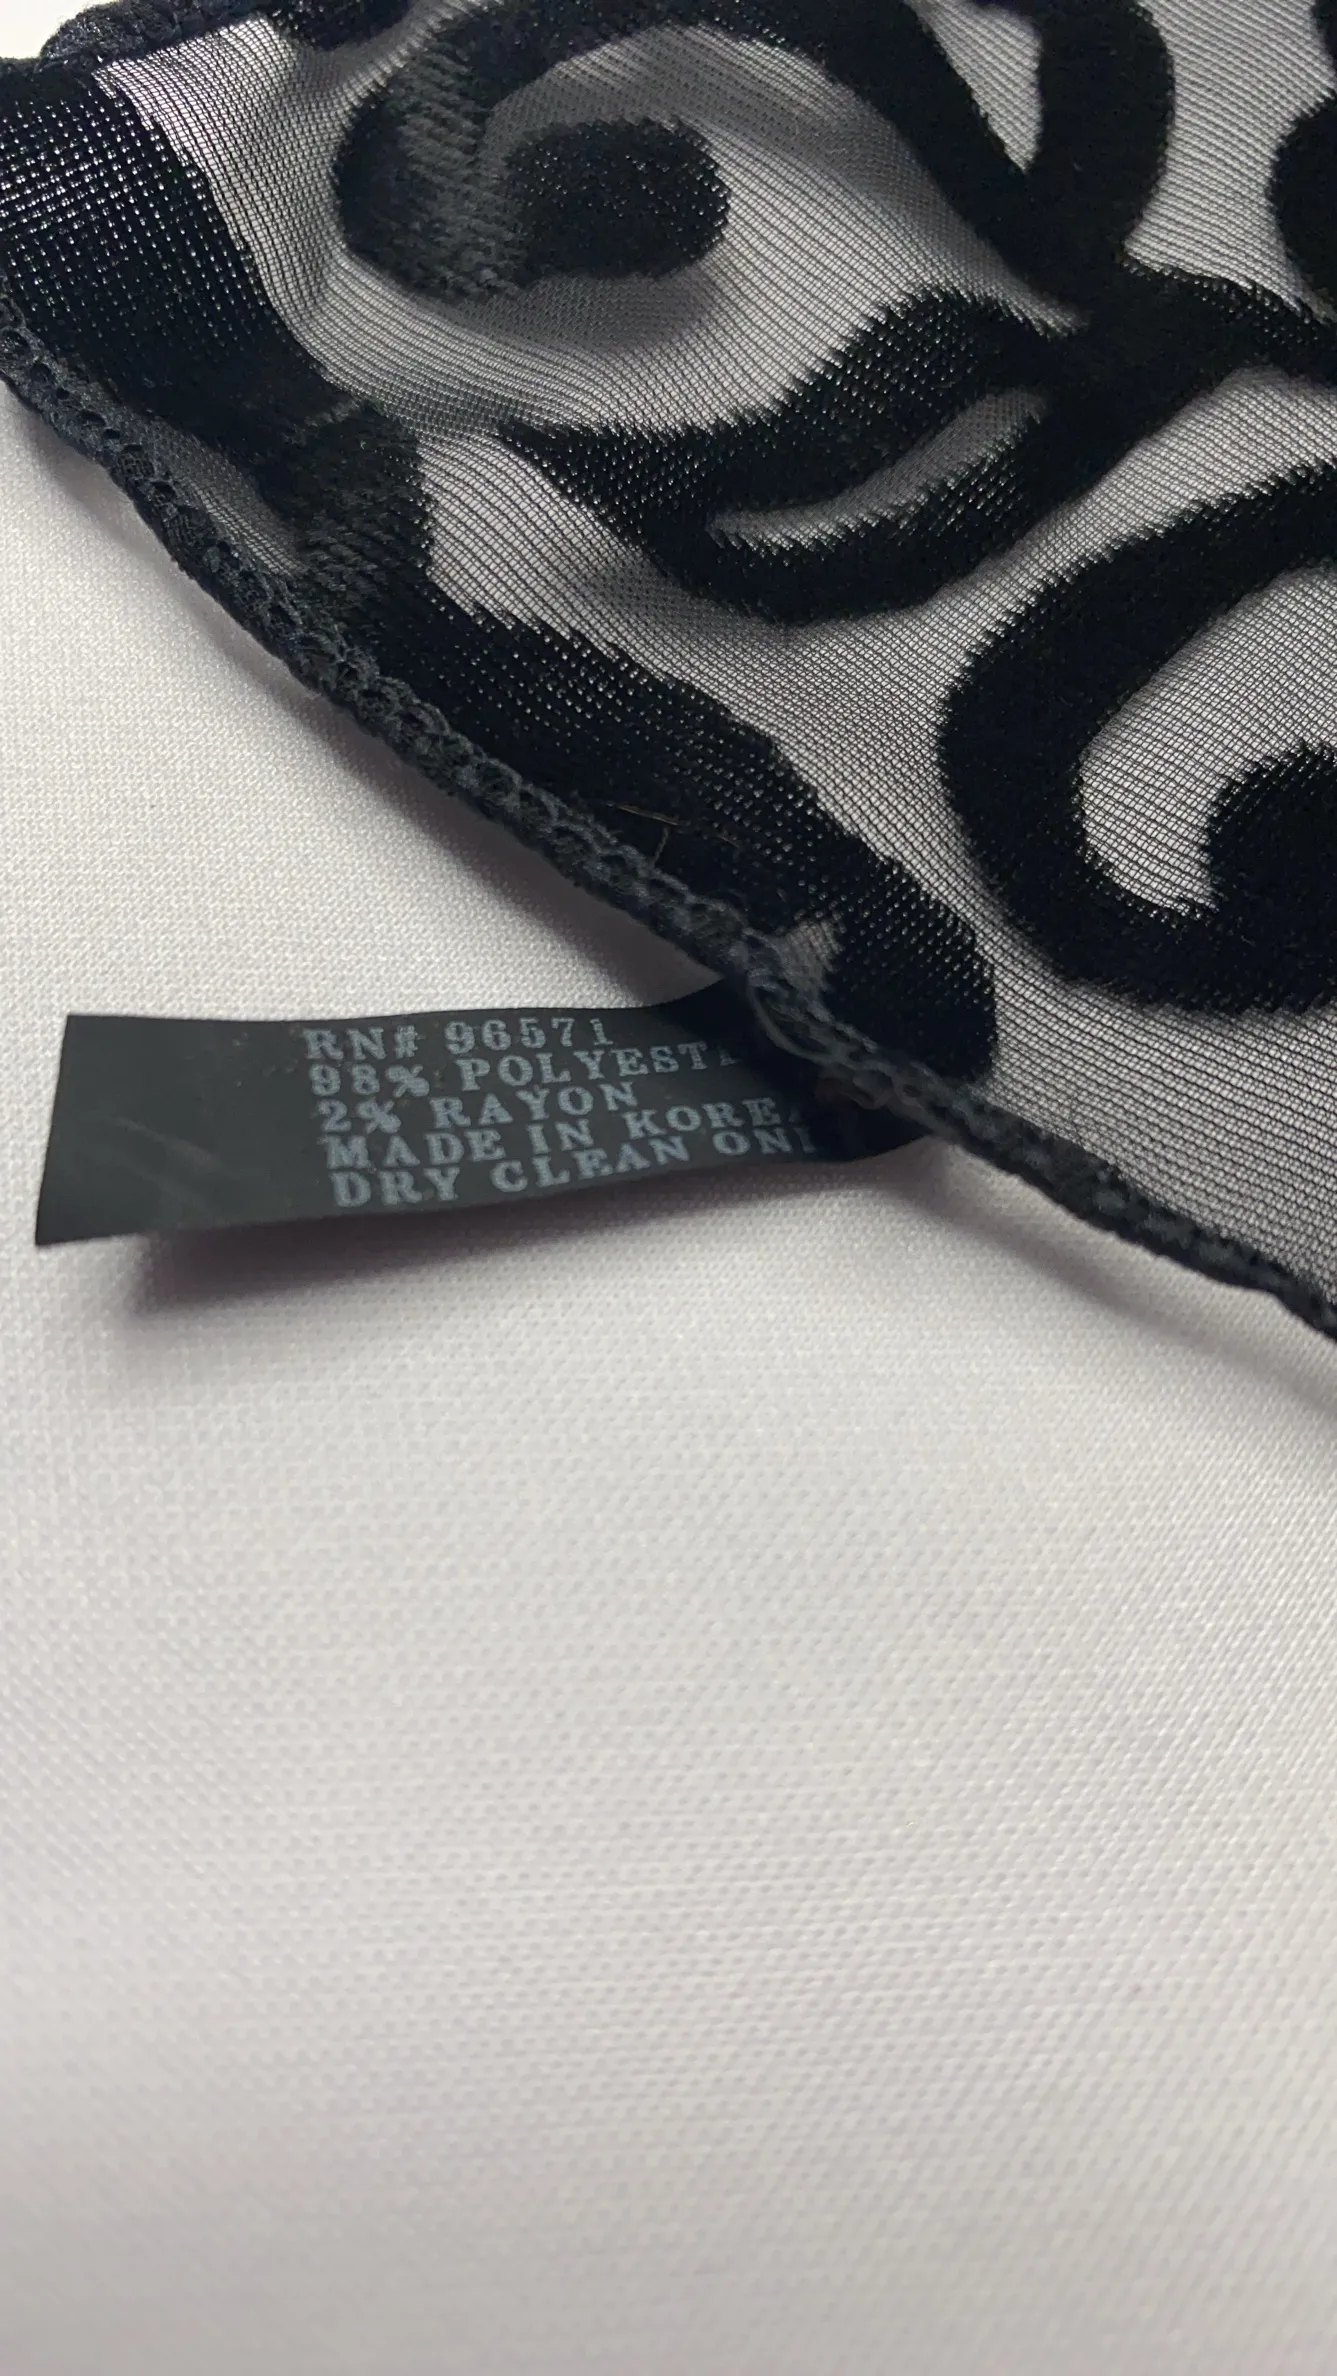 RN# 96571
98% POLYEST
2% RAYON
MADE IN KOREA
DRY CLEAN ONL